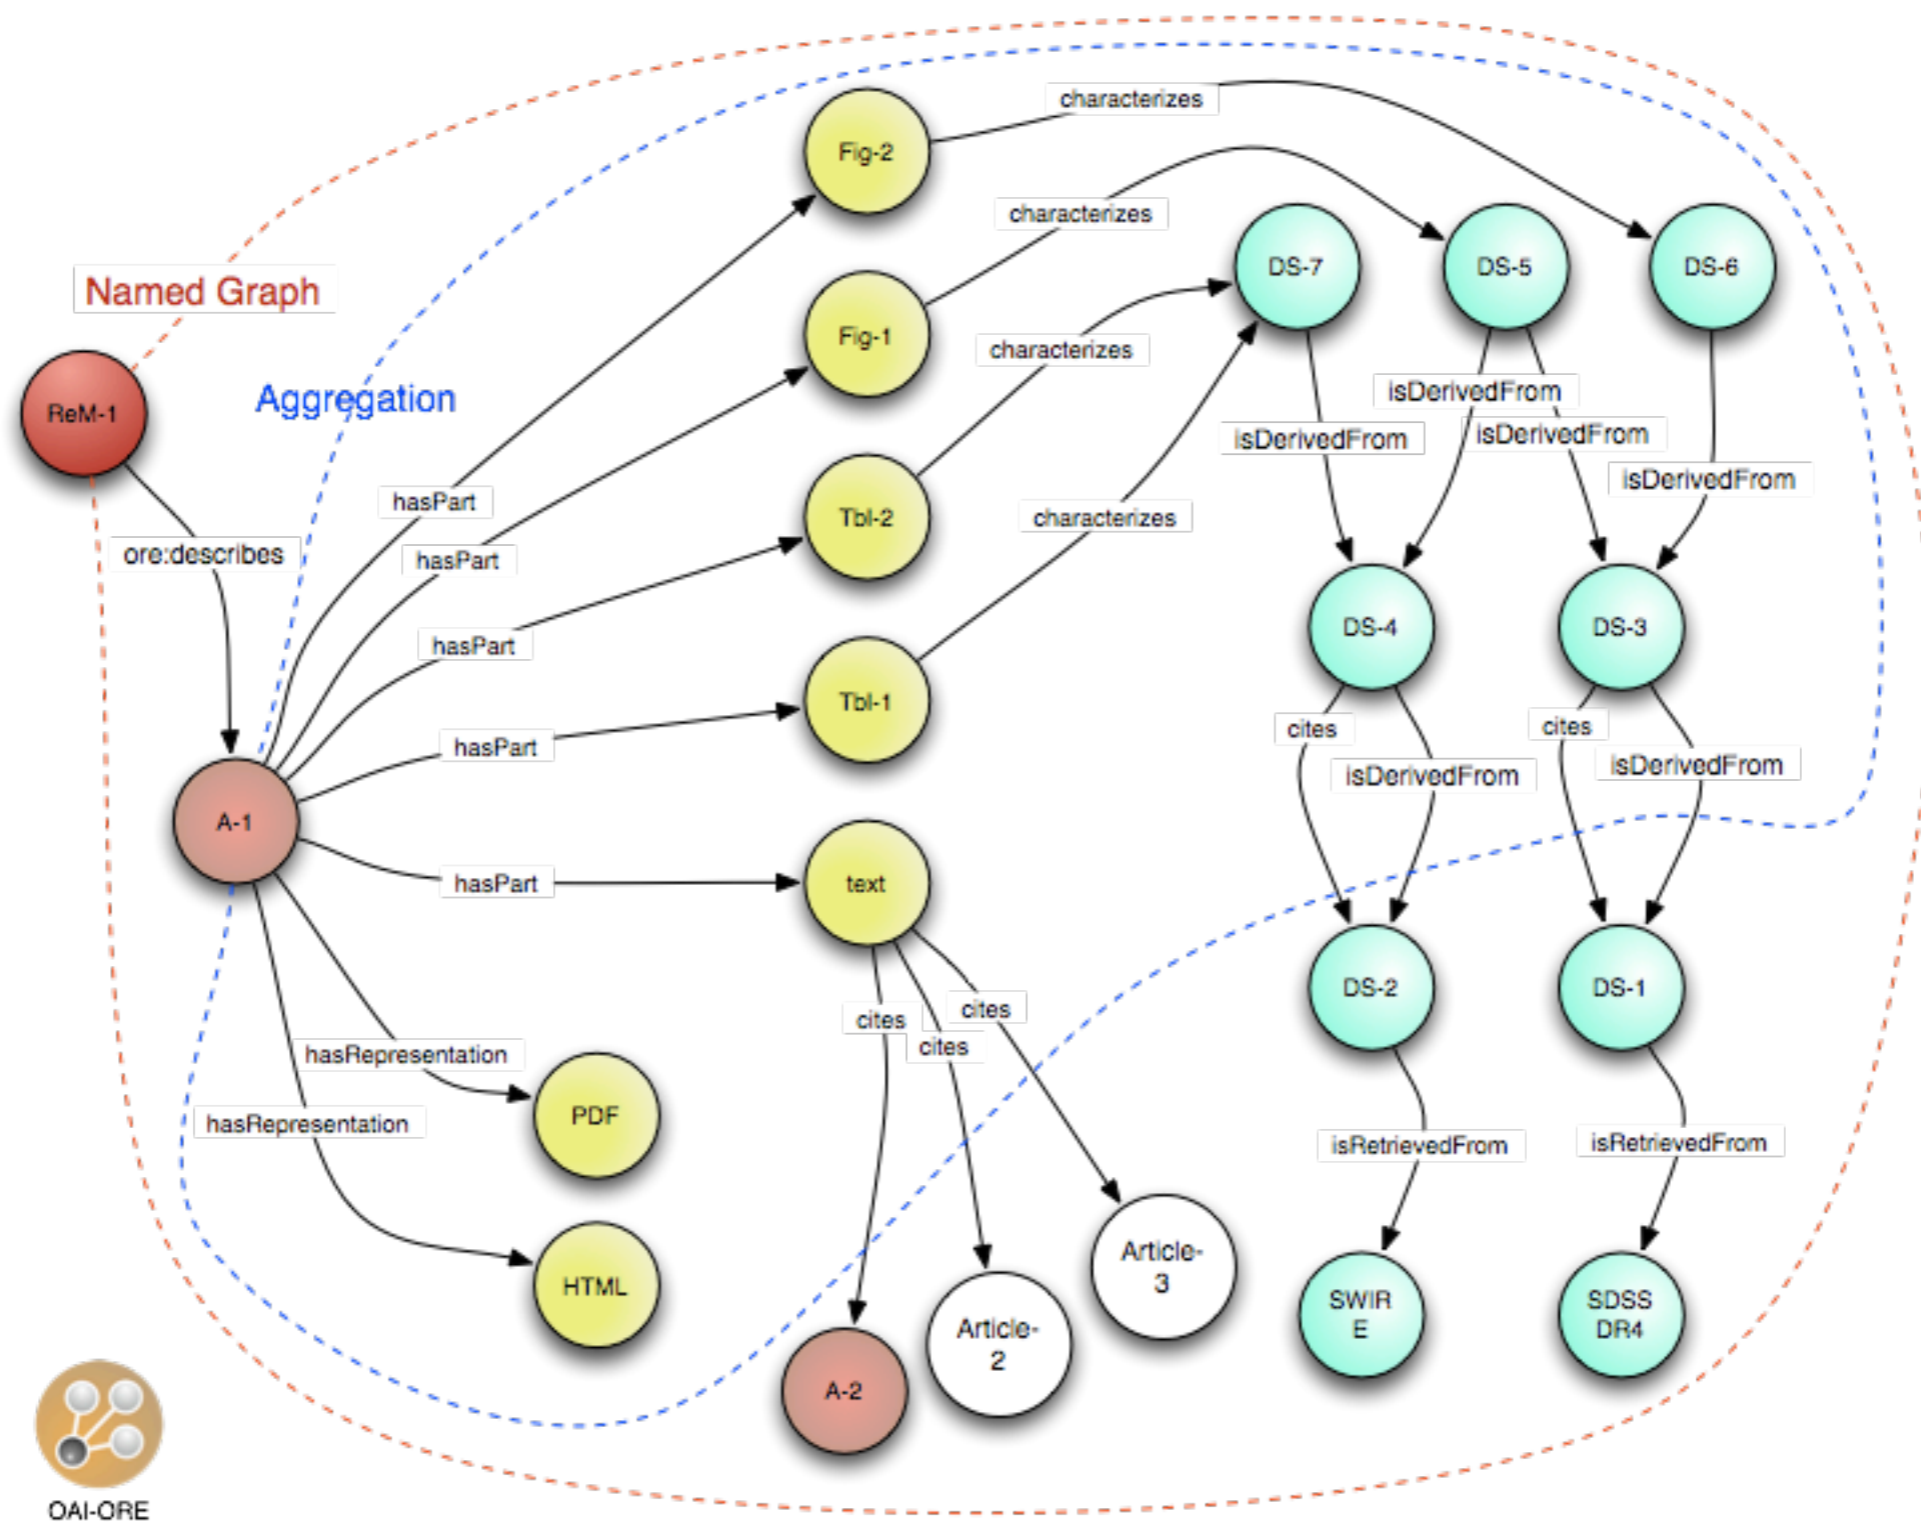 characterizes
Fig-2
characterizes
DS-7
DS-5
DS-6
Named Graph
Fig-1
characterizes
Aggregation
ReM-1
isDerivedFrom
isDerivedFrom
isDerivedFrom
isDerivedFrom
hasPart
Tbl-2
characterizes
ore:describes
hasPart
hasPart
DS-4
DS-3
Tbl-1
hasPart
cites
cites
isDerivedFrom
isDerivedFrom
A-1
hasPart
text
DS-2
DS-1
cites
cites
cites
hasRepresentation
PDF
hasRepresentation
isRetrievedFrom
isRetrievedFrom
HTML
Article-
3
Article-
2
SWIR
E
SDSS
DR4
A-2
OAI-ORE